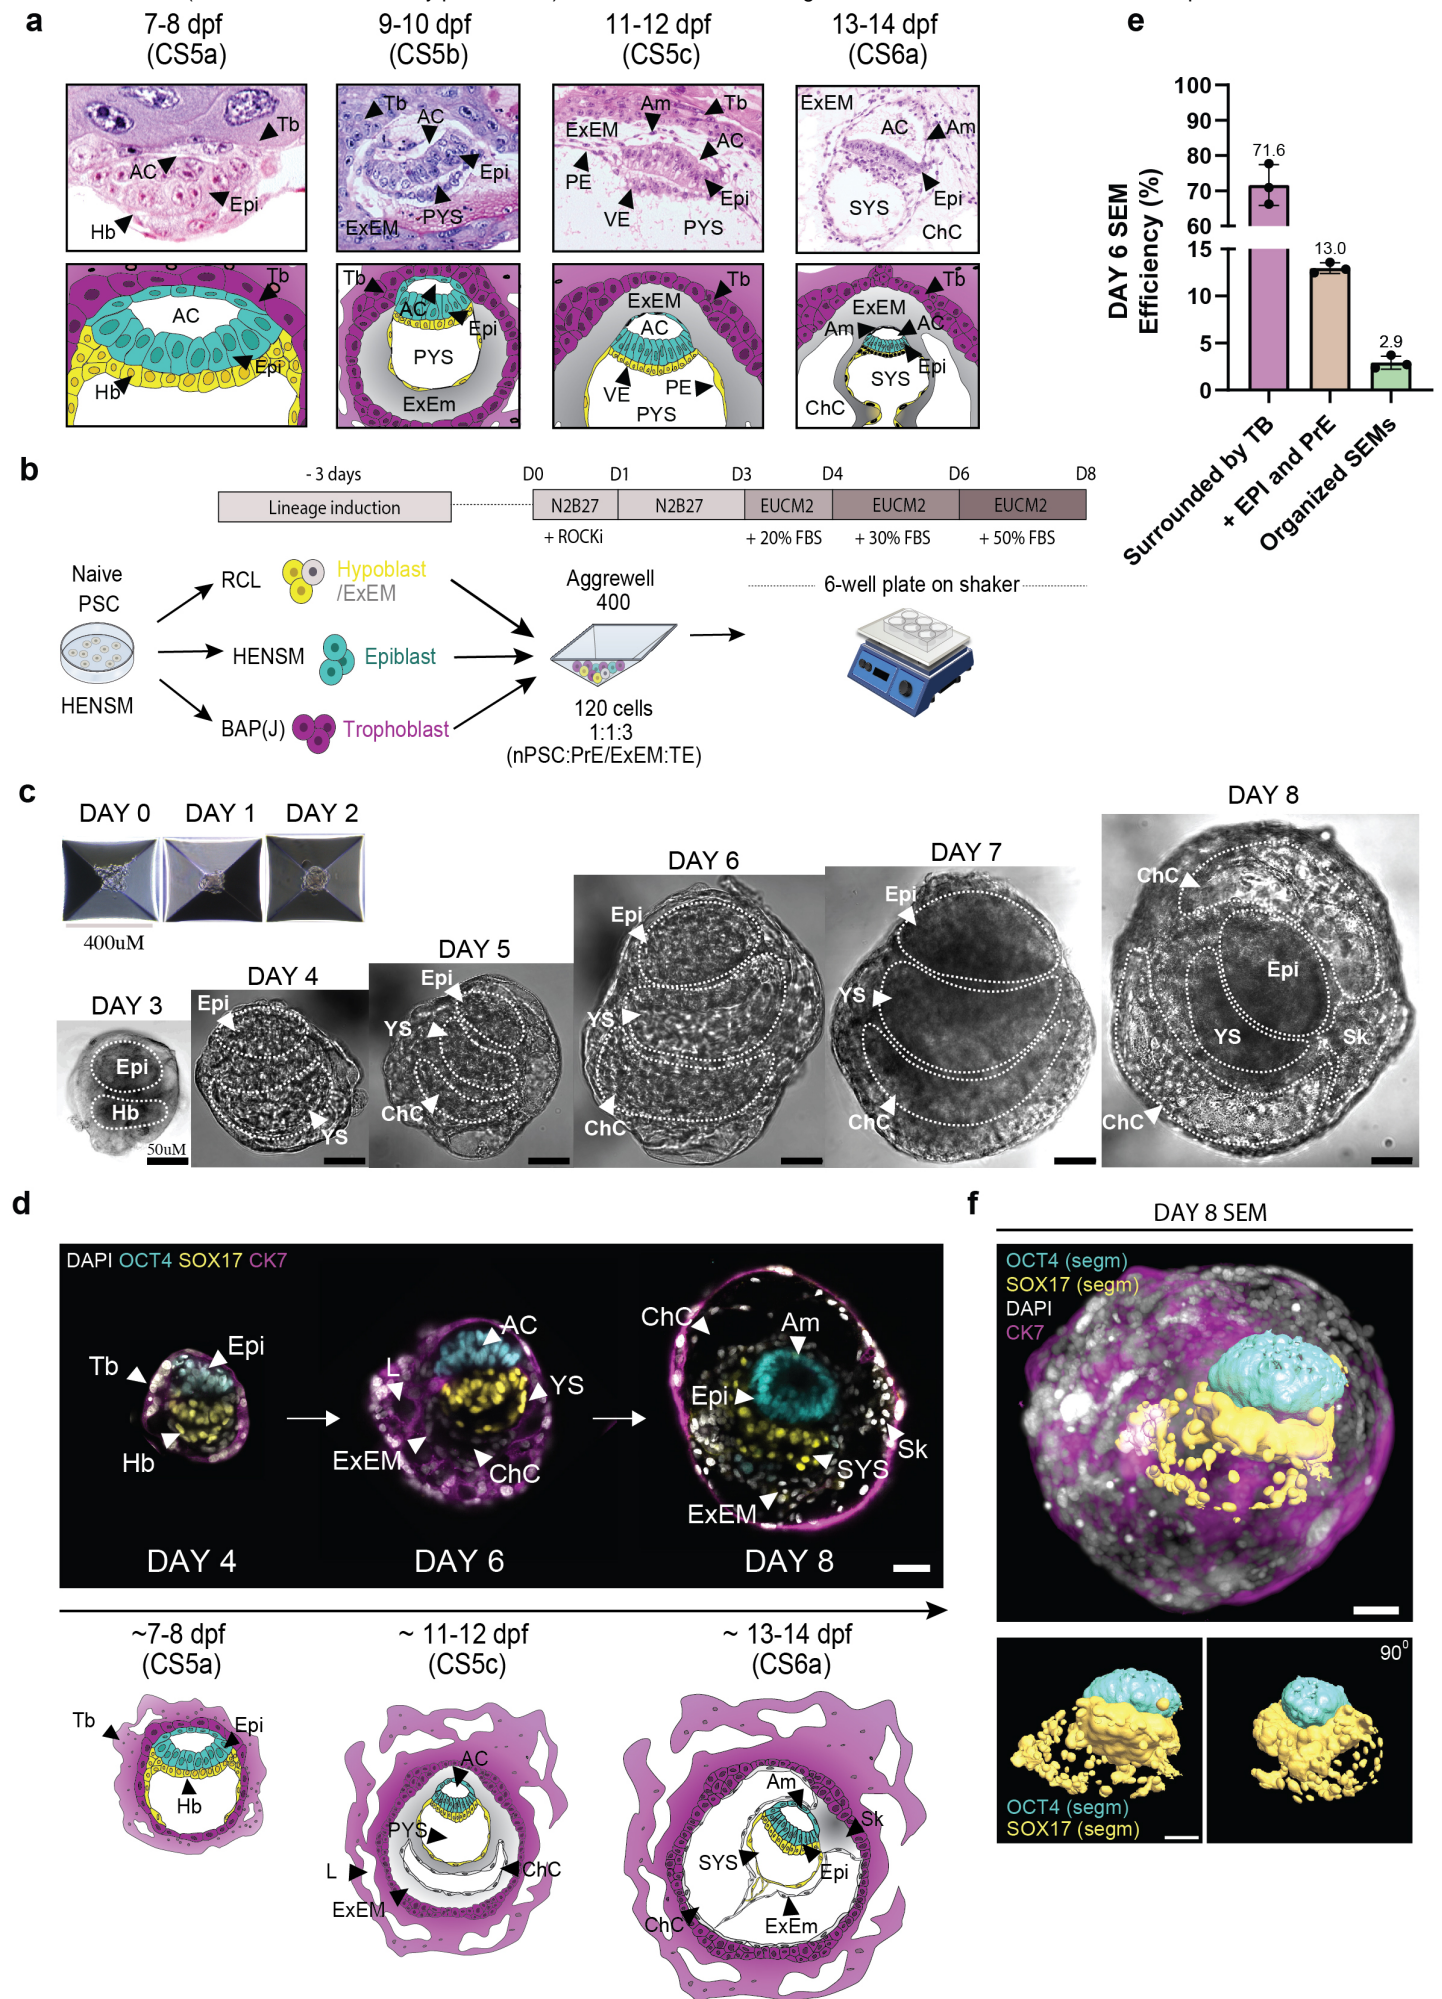 a
7-8 dpf
(CS5a)
9-10 dpf
(CS5b)
11-12 dpf
(CS5c)
13-14 dpf
(CS6a)
Tb
AC
Epi
Hb
Tb
AC
Epi
PYS
ExEM
Am
Tb
ExEM
AC
PE
Epi
VE
PYS
ExEM
AC
Am
Epi
SYS
ChC
Tb
AC
Epi
Hb
Tb
AC
Epi
PYS
ExEm
Tb
ExEM
AC
VE
PE
PYS
Tb
ExEM
Am
AC
Epi
SYS
ChC
e
DAY 6 SEM
Efficiency (%)
100
90
80
70
60
15
10
5
0
71.6
13.0
2.9
Surrounded by TB
+ EPI and PrE
Organized SEMs
b
- 3 days
D0 D1 D3 D4 D6 D8
Lineage induction
N2B27 N2B27 EUCM2 EUCM2 EUCM2
+ ROCKi + 20% FBS + 30% FBS + 50% FBS
Naive
PSC
HENSM
RCL
Hypoblast
/ExEM
HENSM
Epiblast
BAP(J)
Trophoblast
Aggrewell
400
120 cells
1:1:3
(nPSC:PrE/ExEM:TE)
6-well plate on shaker
c
DAY 0 DAY 1 DAY 2
400uM
DAY 3
Epi
Hb
50uM
DAY 4
Epi
YS
DAY 5
Epi
YS
ChC
DAY 6
Epi
YS
ChC
DAY 7
Epi
YS
ChC
DAY 8
ChC
Epi
YS
Sk
ChC
d
DAPI OCT4 SOX17 CK7
Tb
Epi
Hb
DAY 4
AC
L
YS
ExEM
ChC
DAY 6
ChC
Am
Epi
Sk
SYS
ExEM
DAY 8
~7-8 dpf
(CS5a)
~ 11-12 dpf
(CS5c)
~ 13-14 dpf
(CS6a)
Tb
Epi
Hb
AC
PYS
L
ChC
ExEM
Am
Sk
SYS
Epi
ChC
ExEm
f
DAY 8 SEM
OCT4 (segm)
SOX17 (segm)
DAPI
CK7
OCT4 (segm)
SOX17 (segm)
90⁰